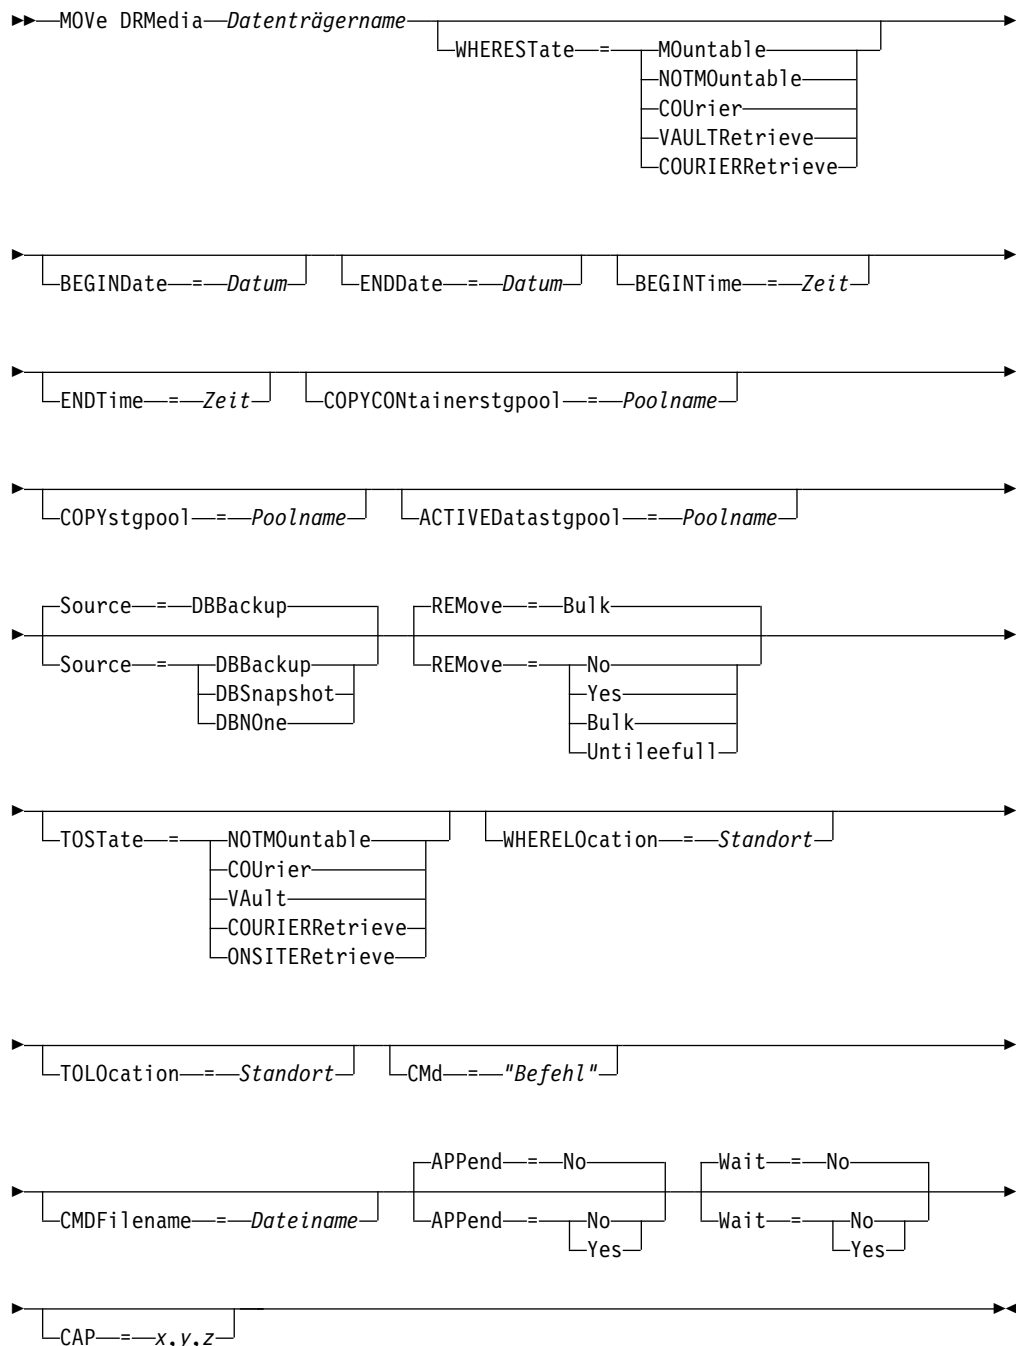 MOVe DRMedia Datenträgername
WHERESTate = MOuntable
NOTMOuntable
COUrier
VAULTRetrieve
COURIERRetrieve
BEGINDate = Datum ENDDate = Datum BEGINTime = Zeit
ENDTime = Zeit COPYCONtainerstgpool = Poolname
COPYstgpool = Poolname ACTIVEDatastgpool = Poolname
Source = DBBackup REMove = Bulk
Source = DBBackup REMove = No
DBSnapshot Yes
DBNOne Bulk
Untileefull
TOSTate = NOTMOuntable WHERELOcation = Standort
COUrier
VAult
COURIERRetrieve
ONSITERetrieve
TOLOcation = Standort CMd = "Befehl"
APPend = No Wait = No
CMDFilename = Dateiname APPend = No Wait = No
Yes Yes
CAP = x,y,z